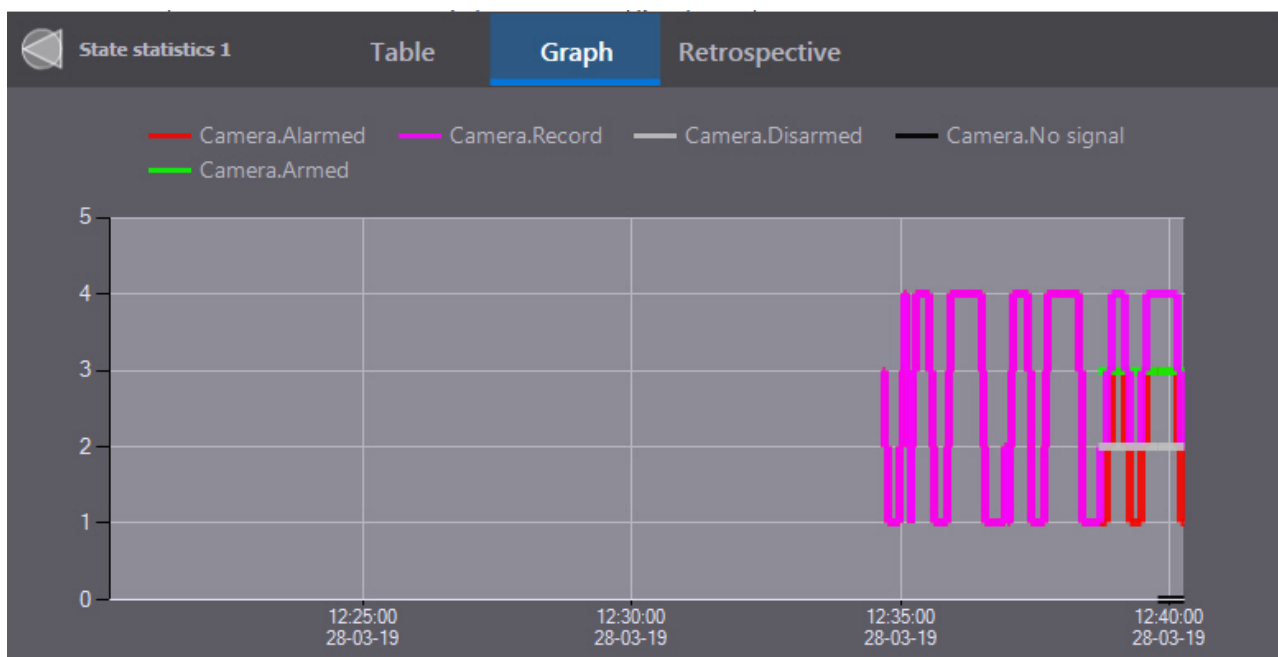 State statistics 1 Table Graph Retrospective
Camera.Alarmed Camera.Record Camera.Disarmed Camera.No signal
Camera.Armed
5
4
3
2
1
0
12:25:00 12:30:00 12:35:00 12:40:00
28-03-19 28-03-19 28-03-19 28-03-19